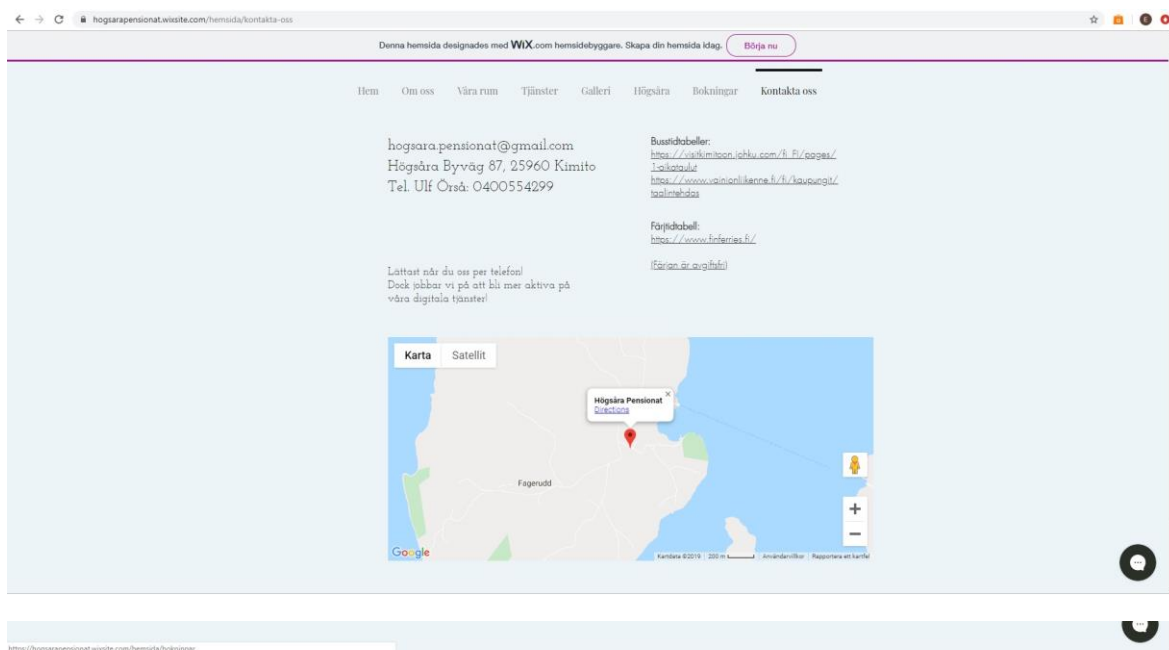 hogsarapensionat.wixsite.com/hemsida/kontakta-oss
E
Denna hemsida designades med WiX.com hemsidebyggare. Skapa din hemsida idag. Börja nu
Hem Om oss Våra rum Tjänster Galleri Högsåra Bokningar Kontakta oss
hogsara.pensionat@gmail.com
Högsåra Byväg 87, 25960 Kimito
Tel. Ulf Örså: 0400554299
Lättast når du oss per telefon!
Dock jobbar vi på att bli mer aktiva på
våra digitala tjänster!
Busstidtabeller:
https://visitkimitoon.johku.com/fi_FI/pages/
1-aikataulut
https://www.vainionliikenne.fi/fi/kaupungit/
taalintehdas
Färjtidtabell:
https://www.finferries.fi/
(Färjan är avgiftsfri)
Karta Satellit
Högsåra Pensionat
Directions
Fagerudd
Google
Kartdata ©2019 200 m Användarvillkor Rapportera ett kartfel
https://hogsarapensionat.wixsite.com/hemsida/bokningar